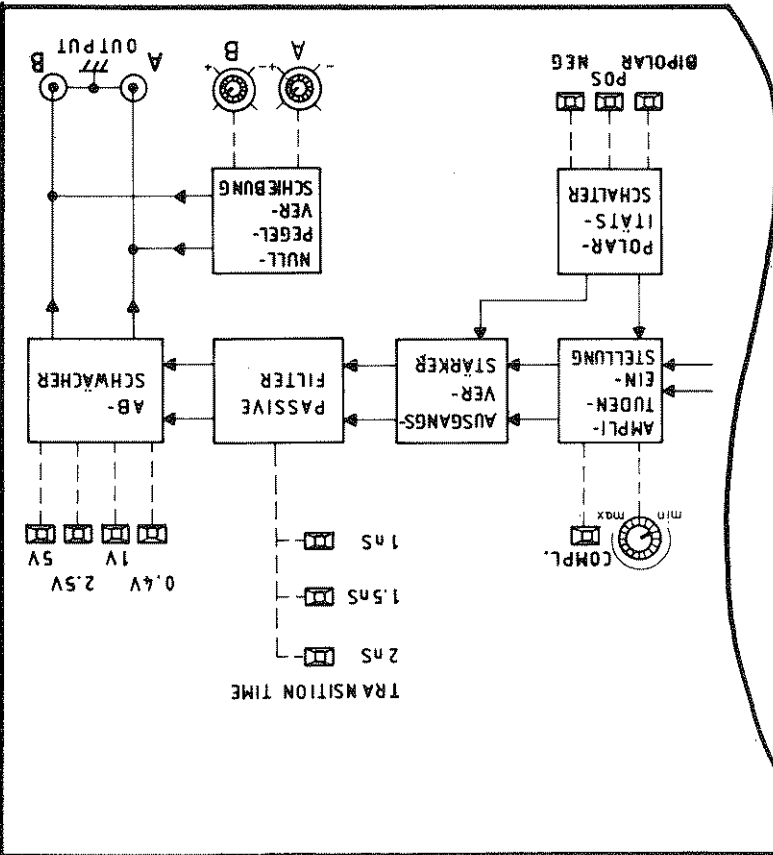 TRANSITION TIME
2nS
1.5nS
1nS
COMPL.
min max
0.4V
1V
2.5V
5V
AMPLI-
TUDEN-
EIN-
STELLUNG
AUSGANGS-
VER-
STÄRKER
PASSIVE
FILTER
AB-
SCHWÄCHER
POLAR-
ITÄTS-
SCHALTER
NULL-
PEGEL-
VER-
SCHIEBUNG
BIPOLAR
POS
NEG
- +
A
- +
B
A
OUTPUT
B